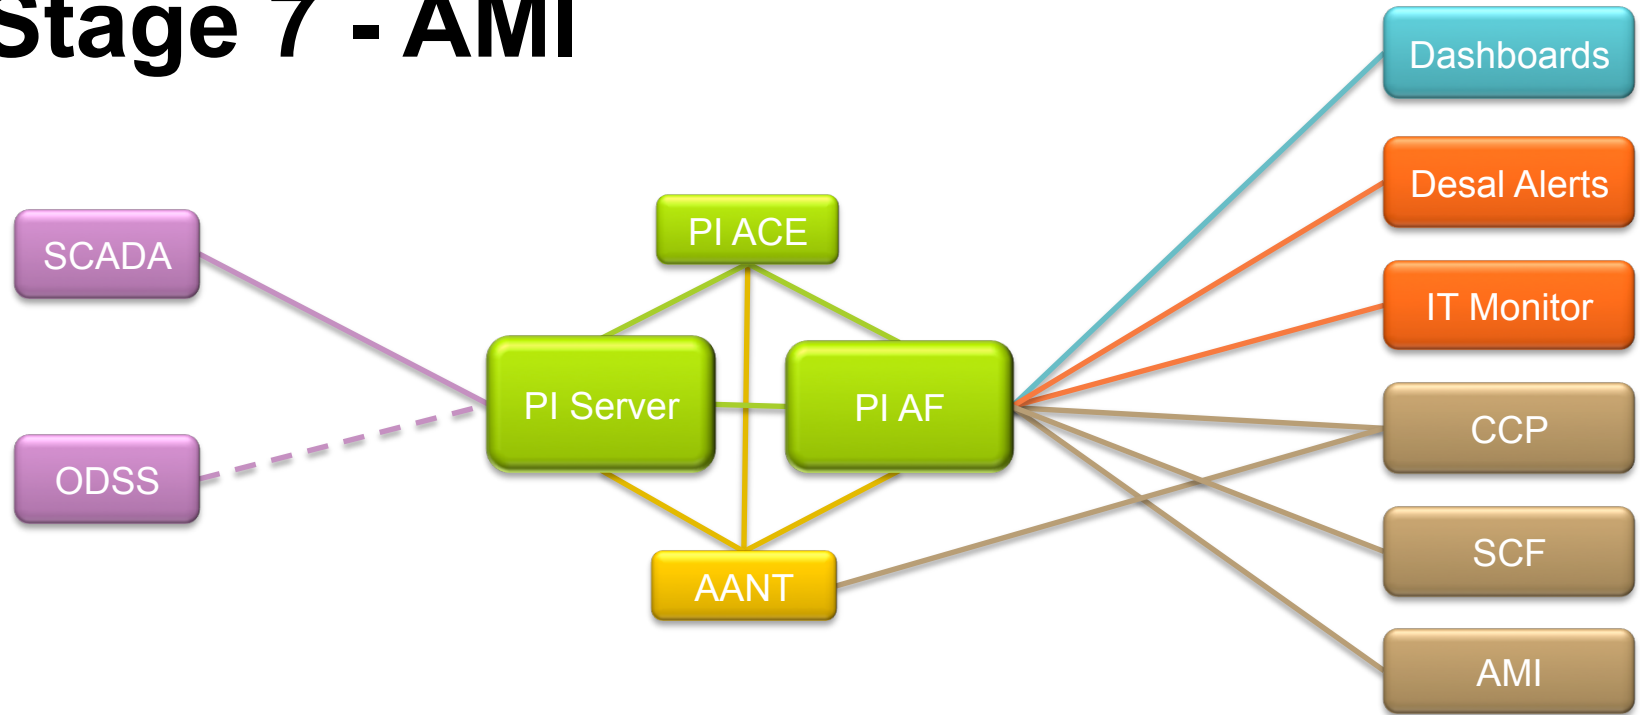 Stage 7 - AMI
Dashboards
Desal Alerts
PI ACE
SCADA
IT Monitor
PI Server
PI AF
CCP
ODSS
SCF
AANT
AMI